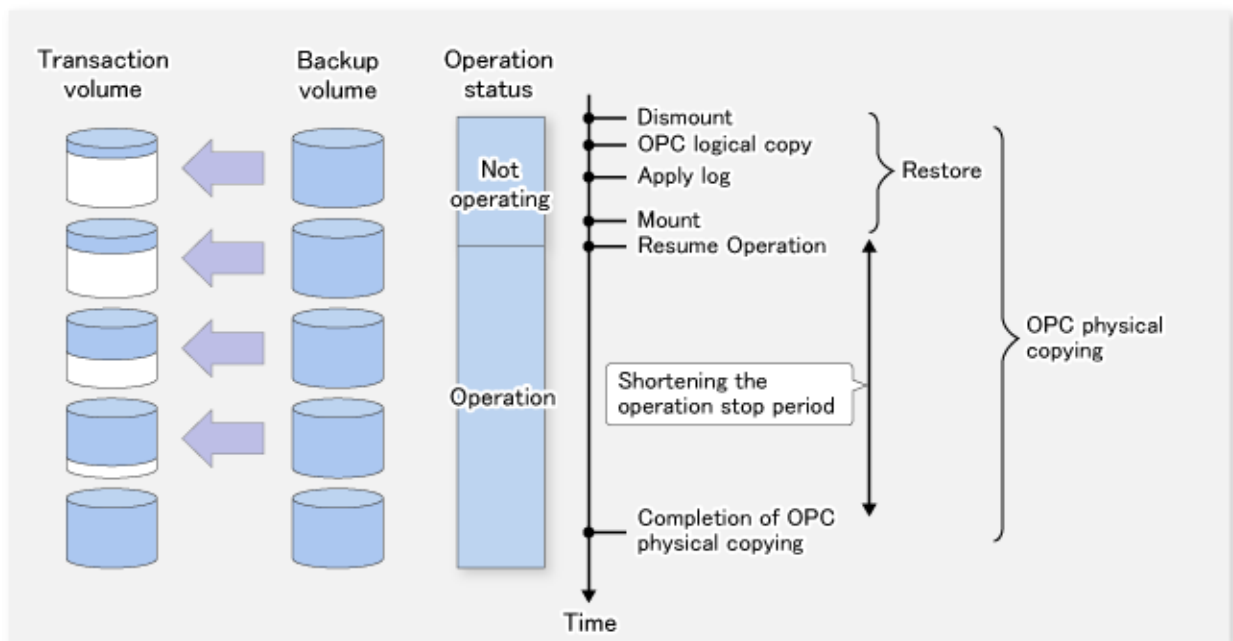 Transaction
volume
Backup
volume
Operation
status
Not
operating
Operation
Dismount
OPC logical copy
Apply log
Mount
Resume Operation
Restore
Shortening the
operation stop period
OPC physical
copying
Completion of OPC
physical copying
Time